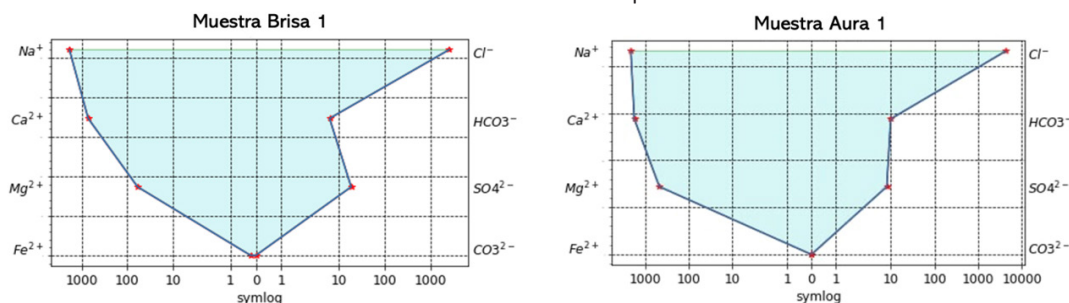 Muestra Brisa 1
Na+ Cl−
Ca2+ HCO3−
Mg2+ SO42−
Fe2+ CO32−
1000 100 10 1 0 1 10 100 1000
symlog
Muestra Aura 1
Na+ Cl−
Ca2+ HCO3−
Mg2+ SO42−
Fe2+ CO32−
1000 100 10 1 0 1 10 100 1000 10000
symlog